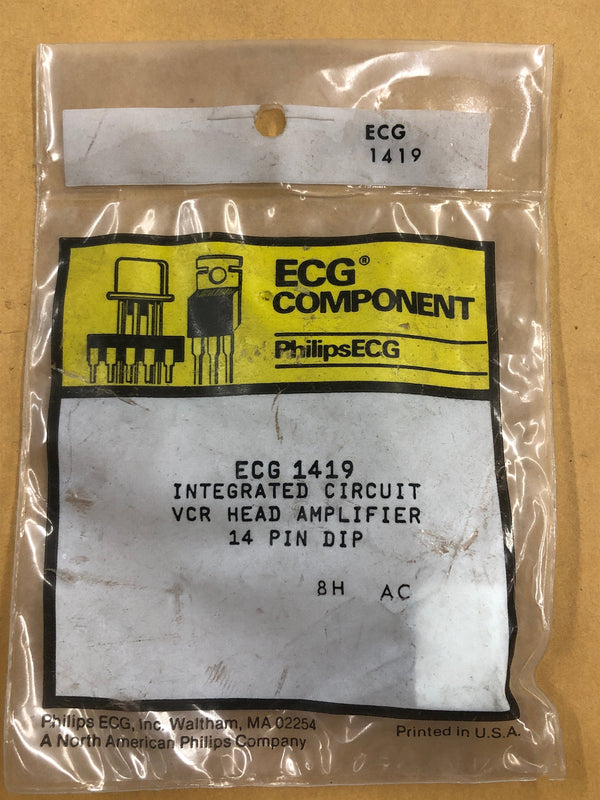 ECG
1419
ECG®
COMPONENT
PhilipsECG
ECG 1419
INTEGRATED CIRCUIT
VCR HEAD AMPLIFIER
14 PIN DIP
8H AC
Philips ECG, Inc. Waltham, MA 02254
A North American Philips Company
Printed in U.S.A.